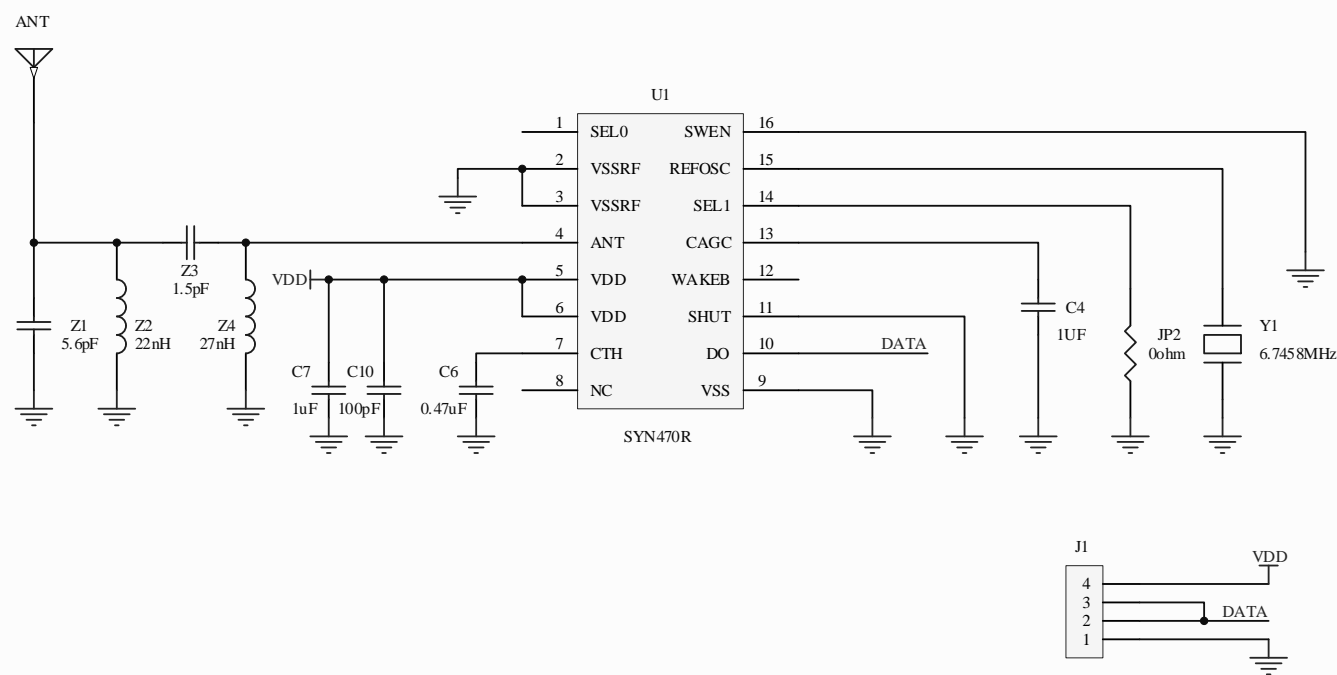 ANT
U1
1 SEL0 SWEN 16
2 VSSRF REFOSC 15
3 VSSRF SEL1 14
4 ANT CAGC 13
5 VDD WAKEB 12
6 VDD SHUT 11
7 CTH DO 10
8 NC VSS 9
SYN470R
Z3
1.5pF
VDD
Z1
5.6pF
Z2
22nH
Z4
27nH
C7
1uF
C10
100pF
C6
0.47uF
DATA
C4
1UF
JP2
0ohm
Y1
6.7458MHz
J1
VDD
4
3
2 DATA
1